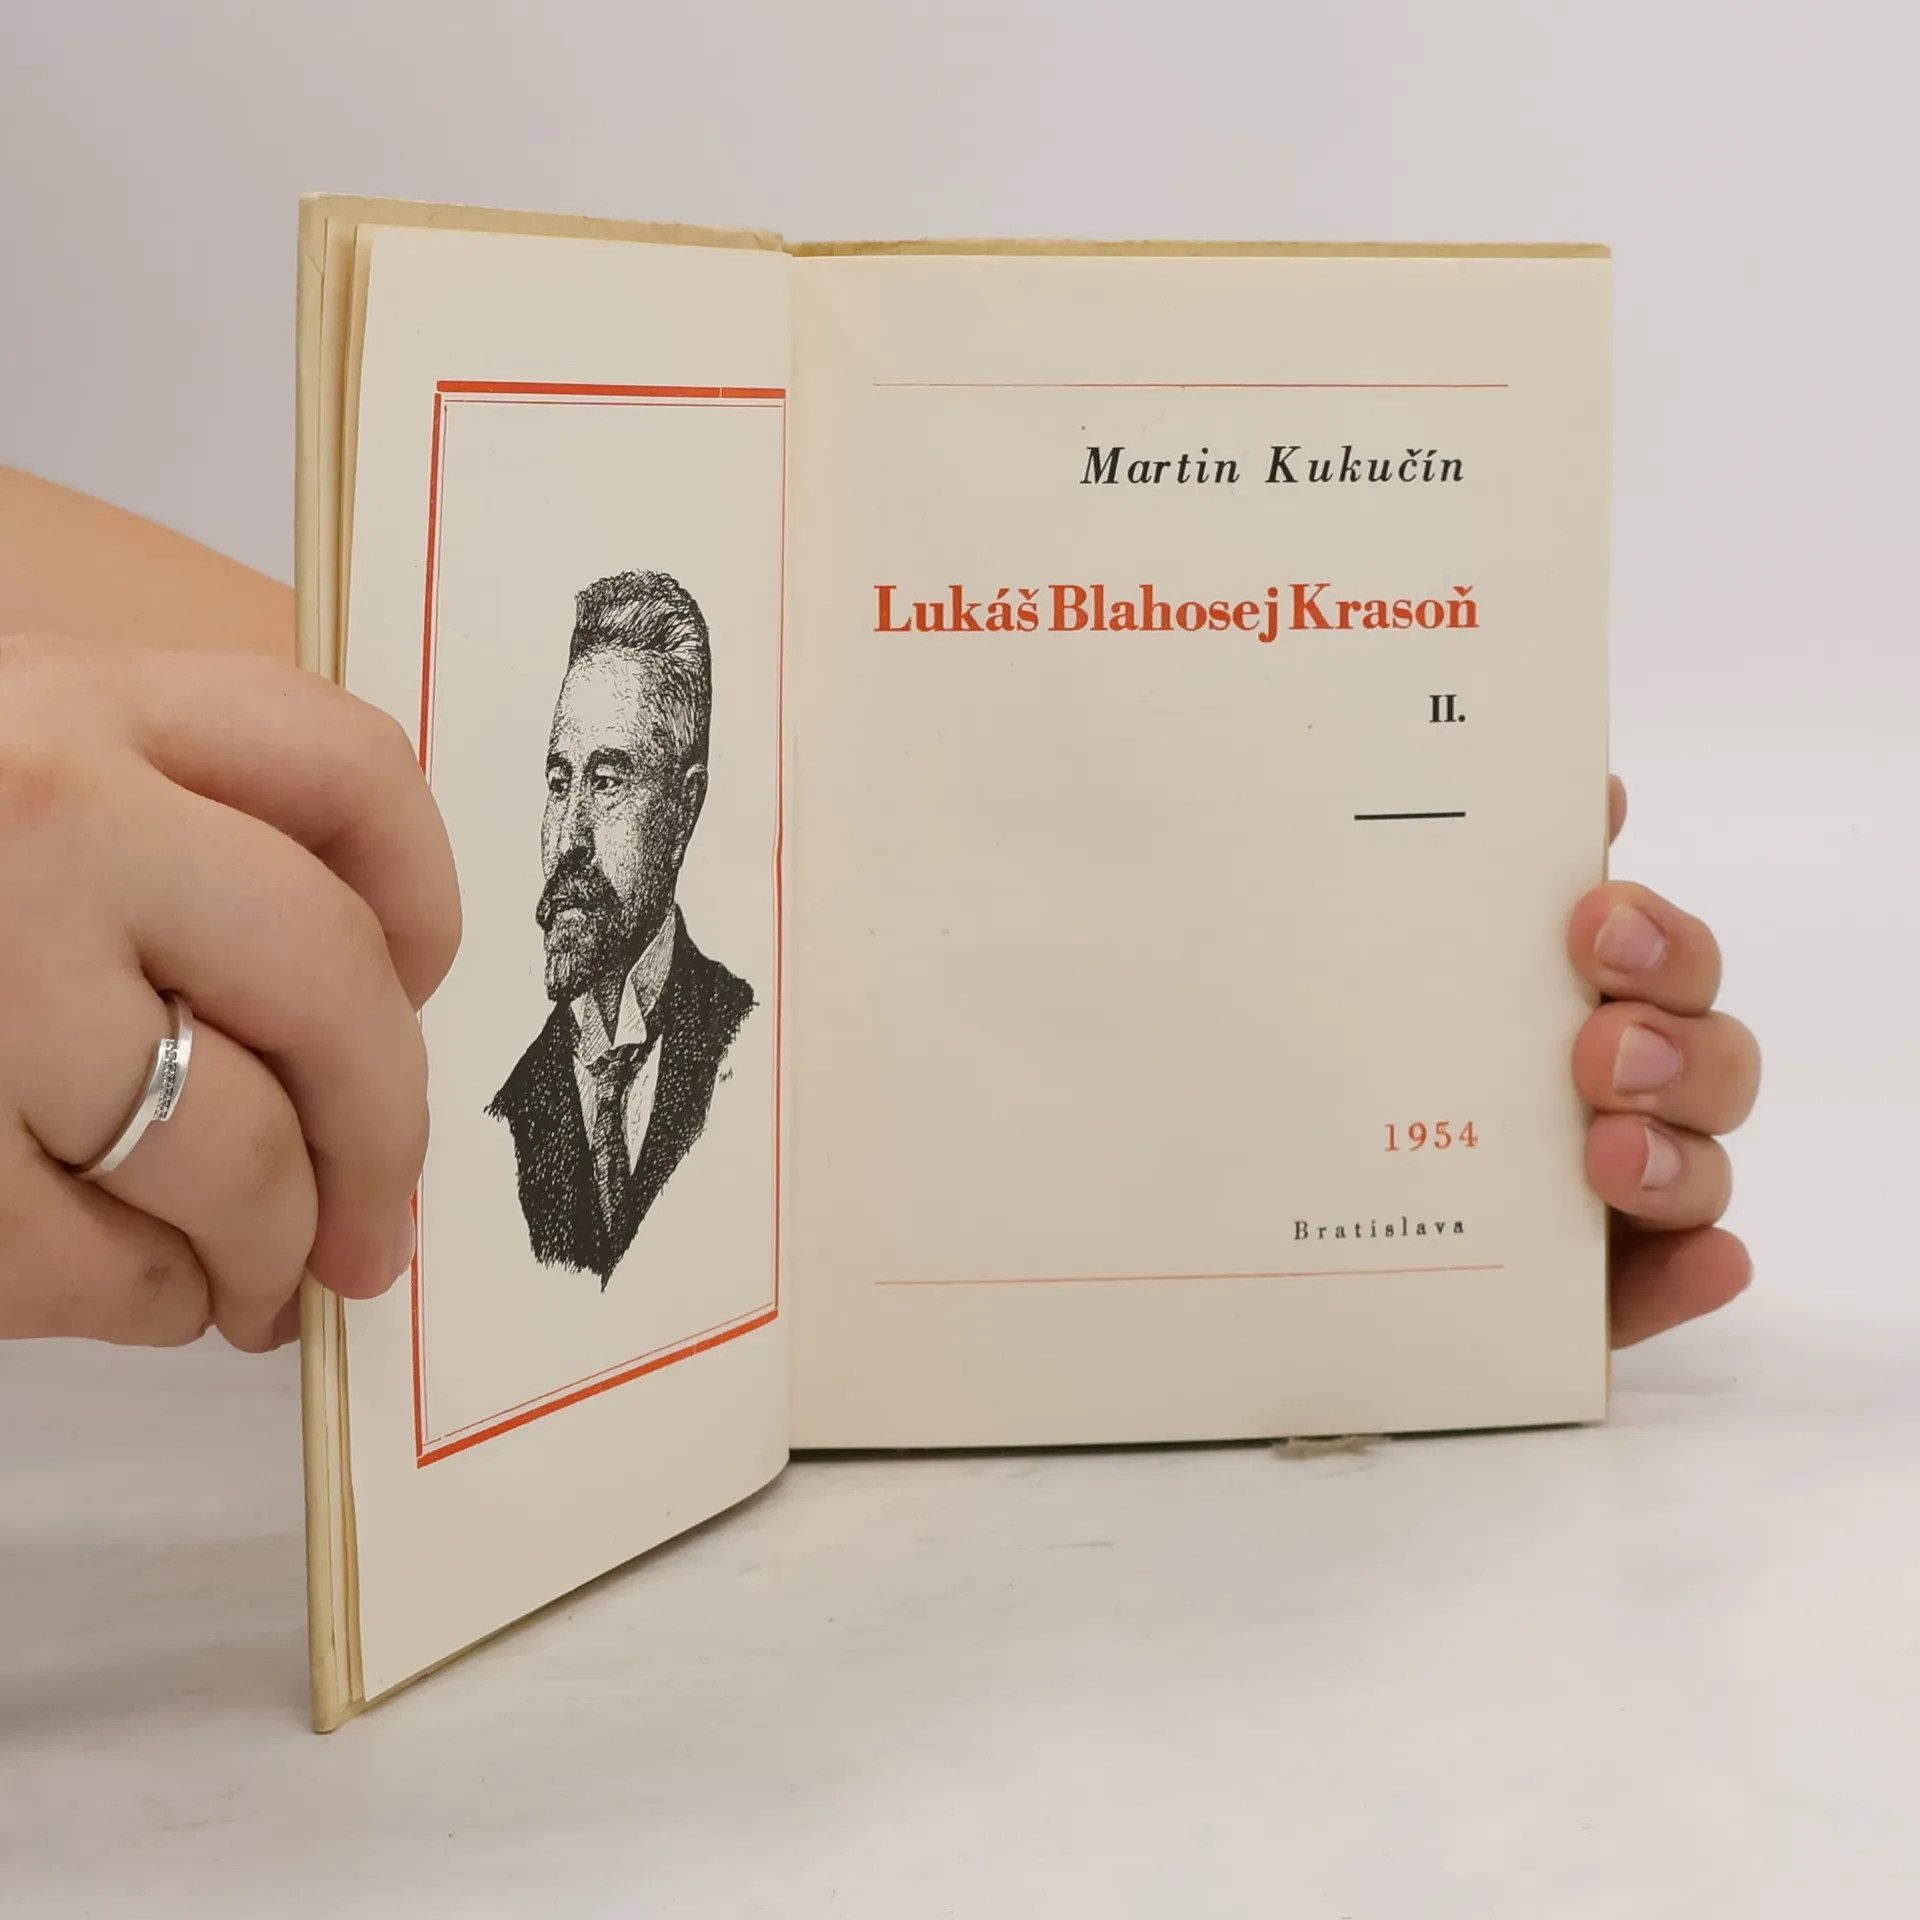 Martin Kukučín
Lukáš Blahosej Krasoň
II.
1954
Bratislava